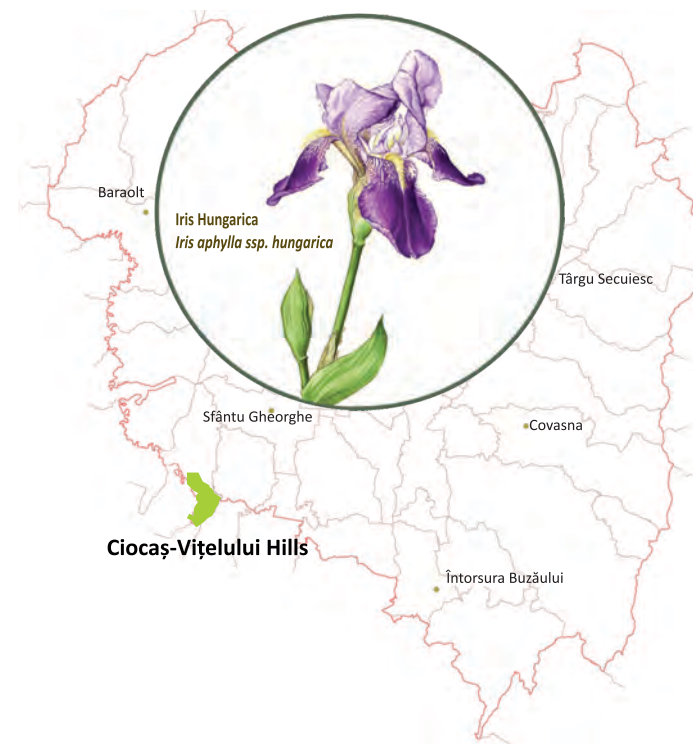 Baraolt
Iris Hungarica
Iris aphylla ssp. hungarica
Târgu Secuiesc
Sfântu Gheorghe
Covasna
Ciocaș-Vițelului Hills
Întorsura Buzăului